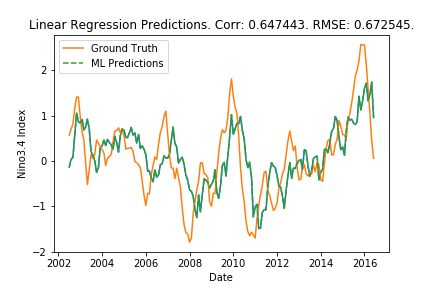 Linear Regression Predictions. Corr: 0.647443. RMSE: 0.672545.
Ground Truth
ML Predictions
2
1
0
−1
−2
Nino3.4 Index
2002 2004 2006 2008 2010 2012 2014 2016
Date